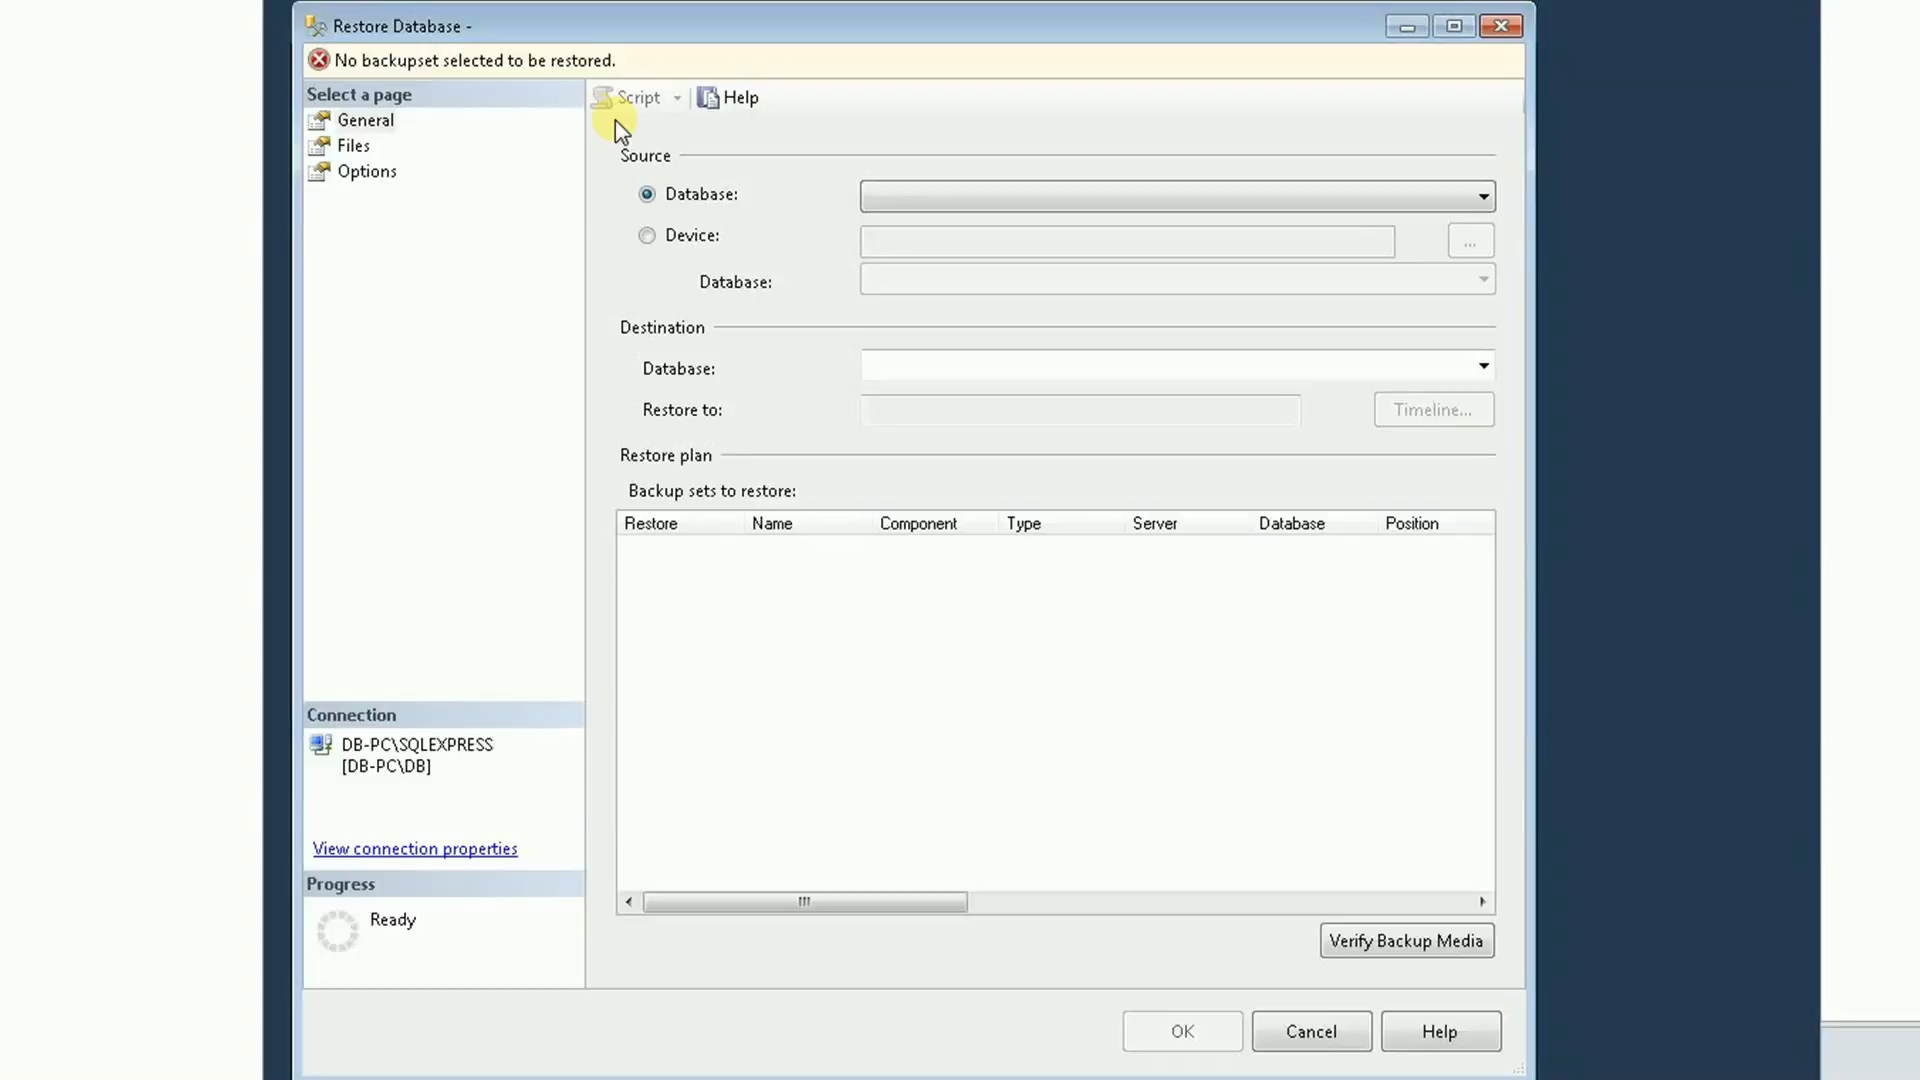 Restore Database -
No backupset selected to be restored.
Select a page
General
Files
Options
Script
Help
Source
Database:
Device:
...
Database:
Destination
Database:
Restore to:
Timeline...
Restore plan
Backup sets to restore:
Restore Name Component Type Server Database Position
Connection
DB-PC\SQLEXPRESS
[DB-PC\DB]
View connection properties
Progress
Ready
Verify Backup Media
OK Cancel Help